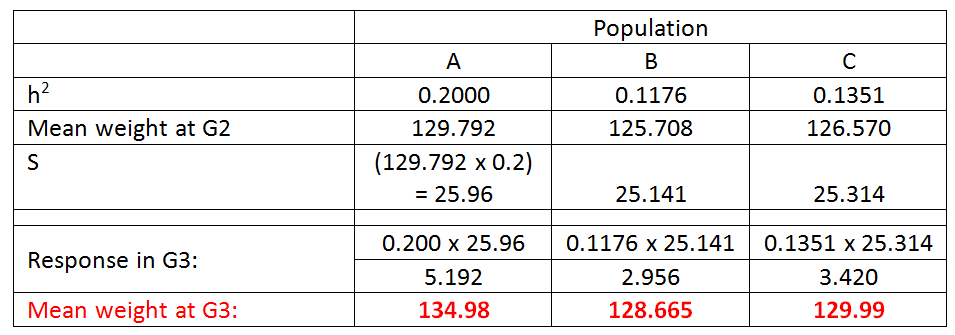 Population
A B C
h² 0.2000 0.1176 0.1351
Mean weight at G2 129.792 125.708 126.570
S (129.792 x 0.2)
= 25.96 25.141 25.314
Response in G3: 0.200 x 25.96 0.1176 x 25.141 0.1351 x 25.314
5.192 2.956 3.420
Mean weight at G3: 134.98 128.665 129.99